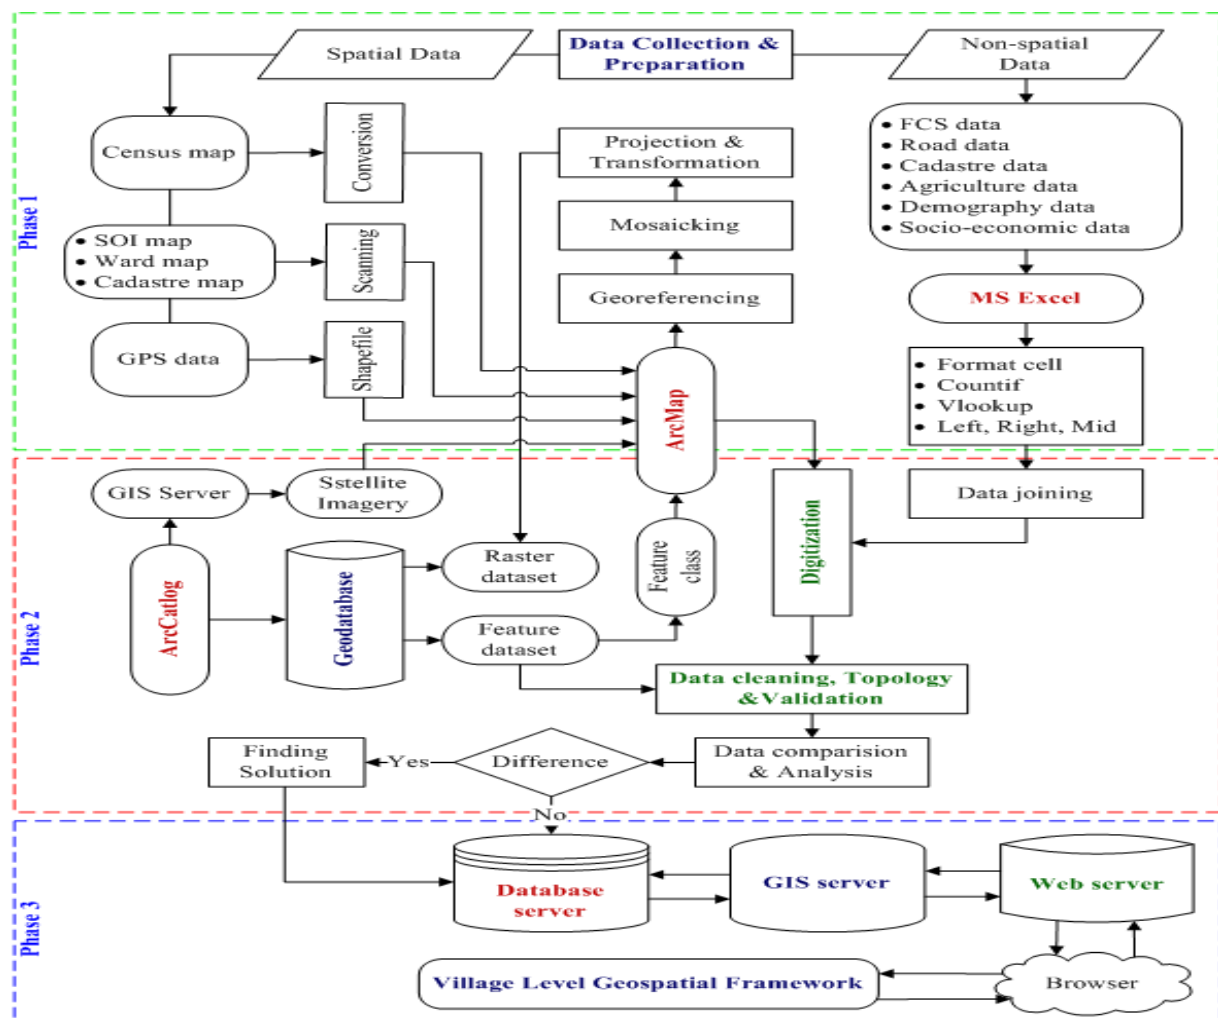 Phase 1
Spatial Data
Data Collection &
Preparation
Non-spatial
Data
Census map
Conversion
• SOI map
• Ward map
• Cadastre map
Scanning
GPS data
Shapefile
Projection &
Transformation
Mosaicking
Georeferencing
ArcMap
• FCS data
• Road data
• Cadastre data
• Agriculture data
• Demography data
• Socio-economic data
MS Excel
• Format cell
• Countif
• Vlookup
• Left, Right, Mid
Phase 2
GIS Server
Sstellite
Imagery
ArcCatlog
Geodatabase
Raster
dataset
Feature
dataset
Feature
class
Digitization
Data joining
Data cleaning, Topology
&Validation
Data comparision
& Analysis
Difference
Yes
Finding
Solution
No
Phase 3
Database
server
GIS server
Web server
Browser
Village Level Geospatial Framework